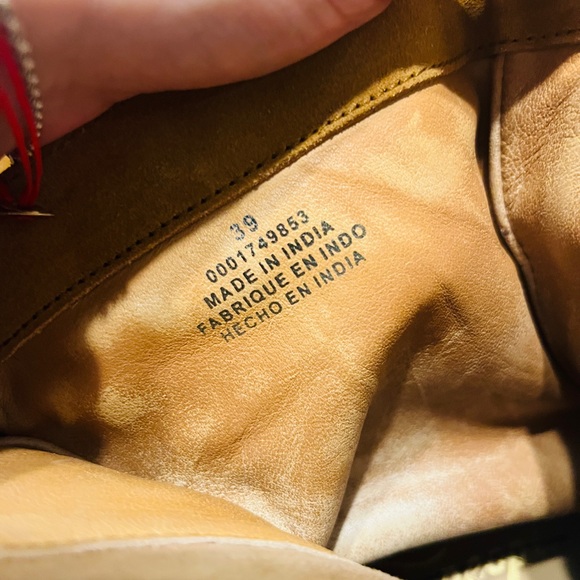 39
0001749853
MADE IN INDIA
FABRIQUE EN INDO
HECHO EN INDIA